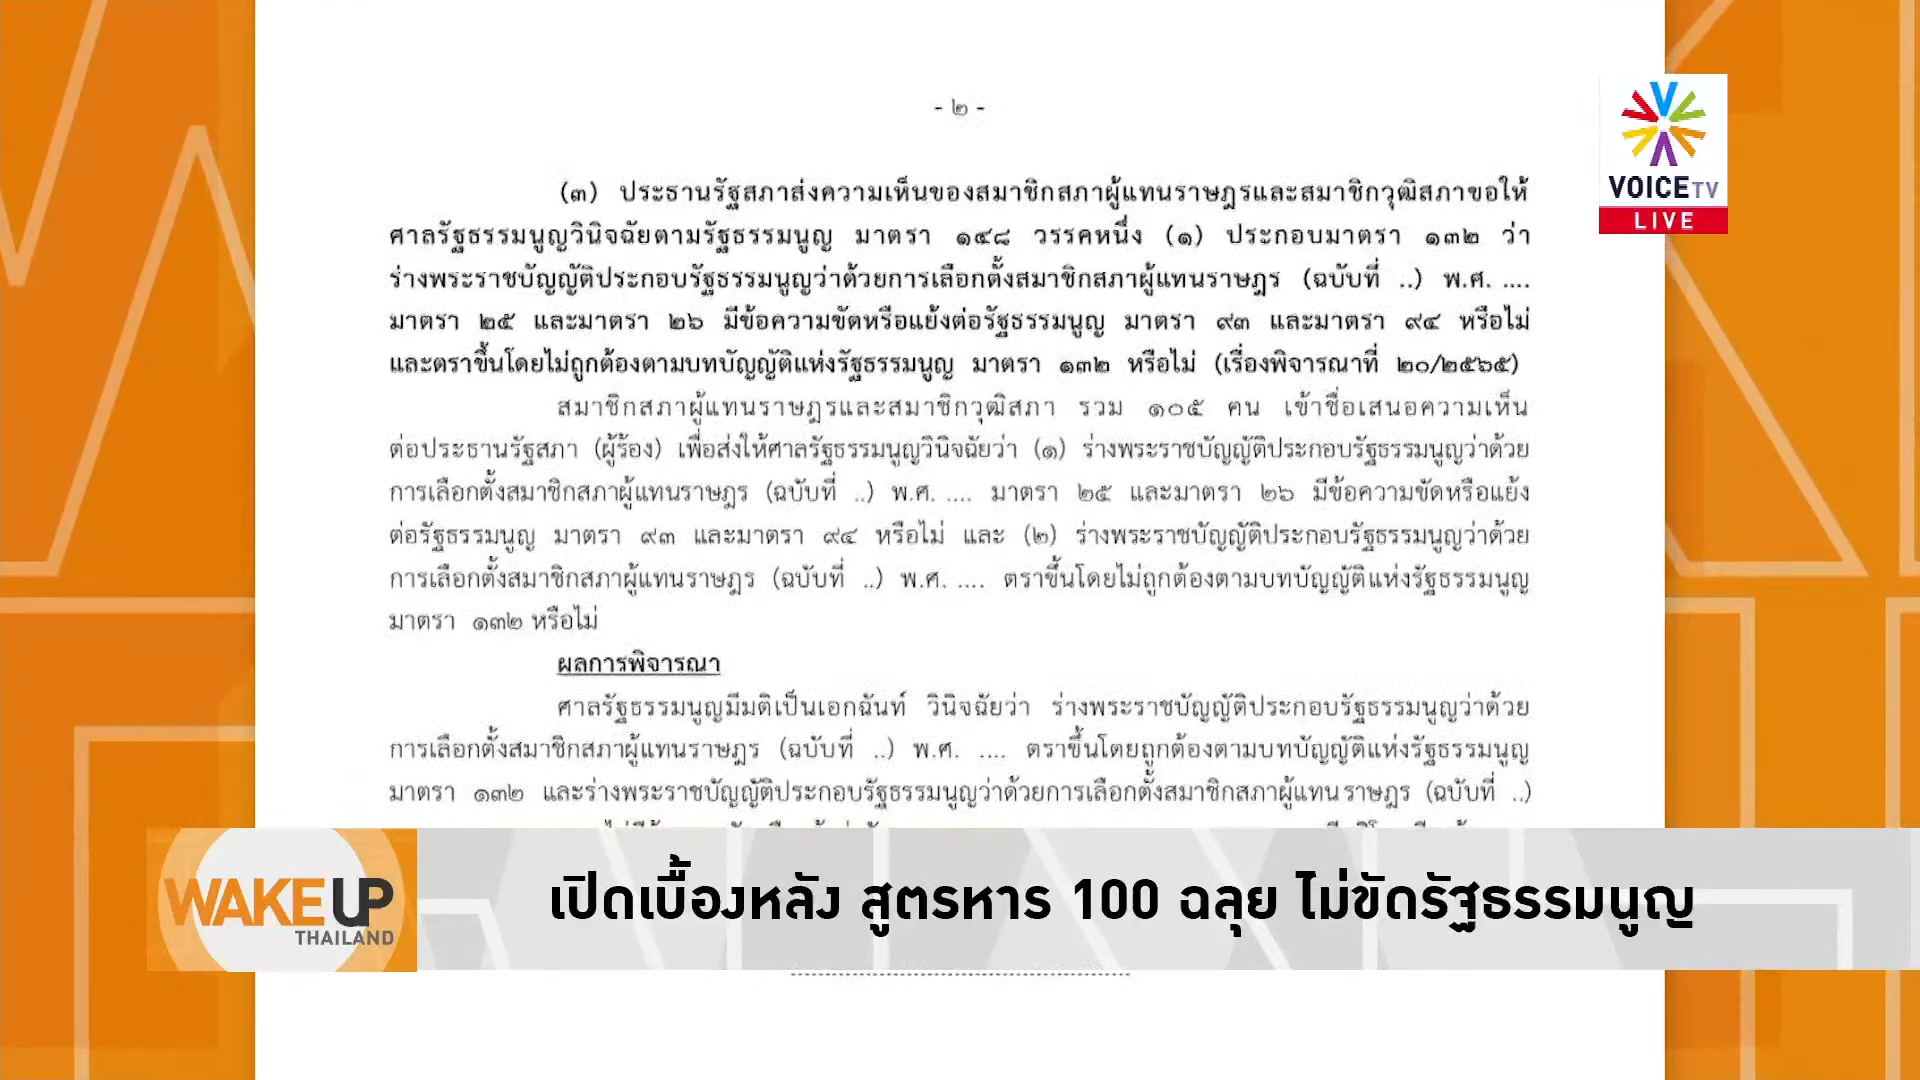 - ๒ -
VOICE TV
LIVE
(๓) ประธานรัฐสภาส่งความเห็นของสมาชิกสภาผู้แทนราษฎรและสมาชิกวุฒิสภาขอให้
ศาลรัฐธรรมนูญวินิจฉัยตามรัฐธรรมนูญ มาตรา ๑๔๘ วรรคหนึ่ง (๑) ประกอบมาตรา ๑๓๒ ว่า
ร่างพระราชบัญญัติประกอบรัฐธรรมนูญว่าด้วยการเลือกตั้งสมาชิกสภาผู้แทนราษฎร (ฉบับที่ ..) พ.ศ. ....
มาตรา ๒๕ และมาตรา ๒๖ มีข้อความขัดหรือแย้งต่อรัฐธรรมนูญ มาตรา ๙๓ และมาตรา ๙๔ หรือไม่
และตราขึ้นโดยไม่ถูกต้องตามบทบัญญัติแห่งรัฐธรรมนูญ มาตรา ๑๓๒ หรือไม่ (เรื่องพิจารณาที่ ๒๐/๒๕๖๕)
สมาชิกสภาผู้แทนราษฎรและสมาชิกวุฒิสภา รวม ๑๐๕ คน เข้าชื่อเสนอความเห็น
ต่อประธานรัฐสภา (ผู้ร้อง) เพื่อส่งให้ศาลรัฐธรรมนูญวินิจฉัยว่า (๑) ร่างพระราชบัญญัติประกอบรัฐธรรมนูญว่าด้วย
การเลือกตั้งสมาชิกสภาผู้แทนราษฎร (ฉบับที่ ..) พ.ศ. .... มาตรา ๒๕ และมาตรา ๒๖ มีข้อความขัดหรือแย้ง
ต่อรัฐธรรมนูญ มาตรา ๙๓ และมาตรา ๙๔ หรือไม่ และ (๒) ร่างพระราชบัญญัติประกอบรัฐธรรมนูญว่าด้วย
การเลือกตั้งสมาชิกสภาผู้แทนราษฎร (ฉบับที่ ..) พ.ศ. .... ตราขึ้นโดยไม่ถูกต้องตามบทบัญญัติแห่งรัฐธรรมนูญ
มาตรา ๑๓๒ หรือไม่
ผลการพิจารณา
ศาลรัฐธรรมนูญมีมติเป็นเอกฉันท์ วินิจฉัยว่า ร่างพระราชบัญญัติประกอบรัฐธรรมนูญว่าด้วย
การเลือกตั้งสมาชิกสภาผู้แทนราษฎร (ฉบับที่ ..) พ.ศ. .... ตราขึ้นโดยถูกต้องตามบทบัญญัติแห่งรัฐธรรมนูญ
มาตรา ๑๓๒ และร่างพระราชบัญญัติประกอบรัฐธรรมนูญว่าด้วยการเลือกตั้งสมาชิกสภาผู้แทนราษฎร (ฉบับที่ ..)
WAKE UP
THAILAND
เปิดเบื้องหลัง สูตรหาร 100 ฉลุย ไม่ขัดรัฐธรรมนูญ